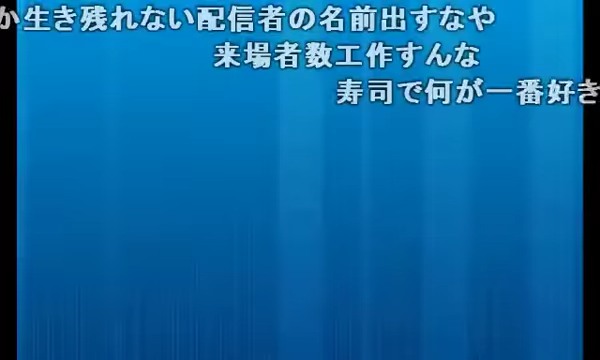 か生き残れない配信者の名前出すなや
来場者数工作すんな
寿司で何が一番好き